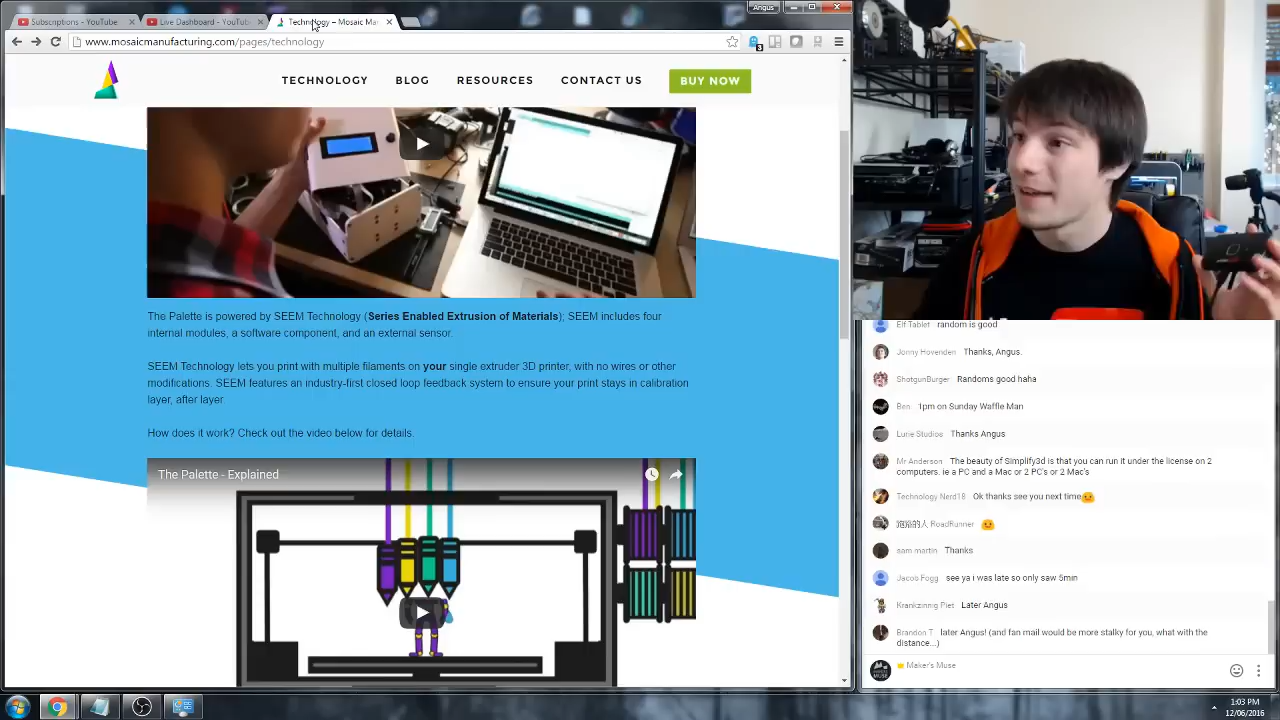 Angus
Subscriptions - YouTube
Live Dashboard - YouTube
Technology – Mosaic Ma
www.mosaicmanufacturing.com/pages/technology
3
TECHNOLOGY
BLOG
RESOURCES
CONTACT US
BUY NOW
The Palette is powered by SEEM Technology (Series Enabled Extrusion of Materials); SEEM includes four
internal modules, a software component, and an external sensor.
SEEM Technology lets you print with multiple filaments on your single extruder 3D printer, with no wires or other
modifications. SEEM features an industry-first closed loop feedback system to ensure your print stays in calibration
layer, after layer.
How does it work? Check out the video below for details.
The Palette - Explained
Elf Tablet random is good
Jonny Hovenden Thanks, Angus.
ShotgunBurger Randoms good haha
Ben 1pm on Sunday Waffle Man
Lurie Studios Thanks Angus
Mr Anderson The beauty of Simplify3d is that you can run it under the license on 2
computers. ie a PC and a Mac or 2 PC's or 2 Mac's
Technology Nerd18 Ok thanks see you next time
RoadRunner
sam martin Thanks
Jacob Fogg see ya i was late so only saw 5min
Krankzinnig Piet Later Angus
Brandon T later Angus! (and fan mail would be more stalky for you, what with the
distance...)
Maker's Muse
1:03 PM
12/06/2016